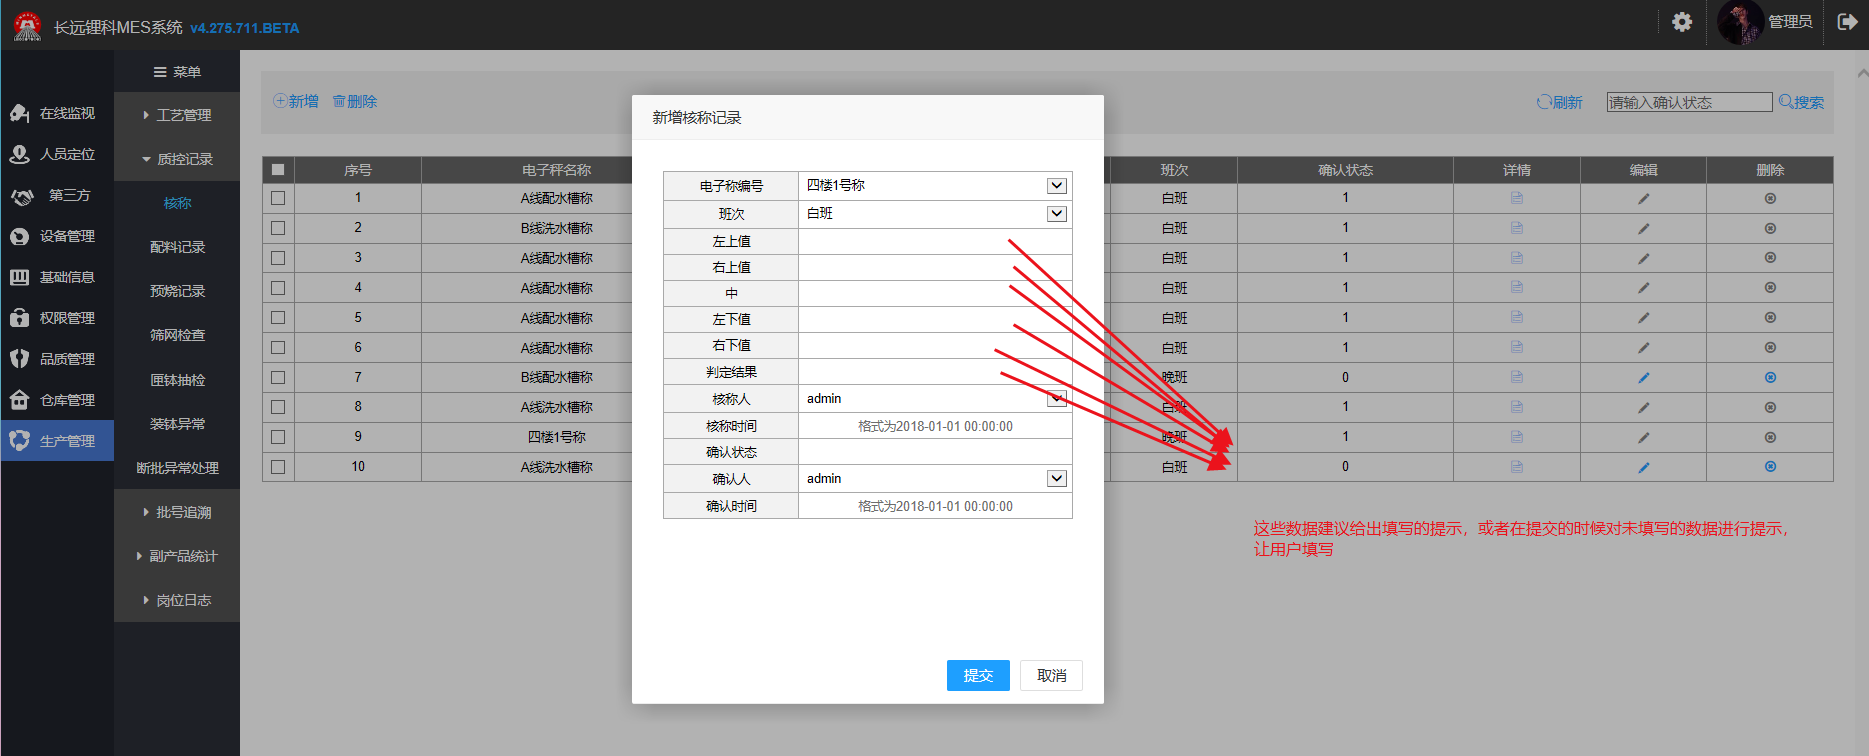 长远锂科MES系统 v4.275.711.BETA
管理员
菜单
在线监视
人员定位
第三方
设备管理
基础信息
权限管理
品质管理
仓库管理
生产管理
工艺管理
质控记录
核称
配料记录
预烧记录
筛网检查
匣钵抽检
装钵异常
断批异常处理
批号追溯
副产品统计
岗位日志
新增 删除
刷新 请输入确认状态 搜索
序号 电子秤名称 班次 确认状态 详情 编辑 删除
1 A线配水槽称 白班 1
2 B线洗水槽称 白班 1
3 A线配水槽称 白班 1
4 A线配水槽称 白班 1
5 A线配水槽称 白班 1
6 A线配水槽称 白班 1
7 B线配水槽称 晚班 0
8 A线洗水槽称 白班 1
9 四楼1号称 晚班 1
10 A线洗水槽称 白班 0
新增核称记录
电子称编号 四楼1号称
班次 白班
左上值
右上值
中
左下值
右下值
判定结果
核称人 admin
核称时间 格式为2018-01-01 00:00:00
确认状态
确认人 admin
确认时间 格式为2018-01-01 00:00:00
提交 取消
这些数据建议给出填写的提示，或者在提交的时候对未填写的数据进行提示，
让用户填写